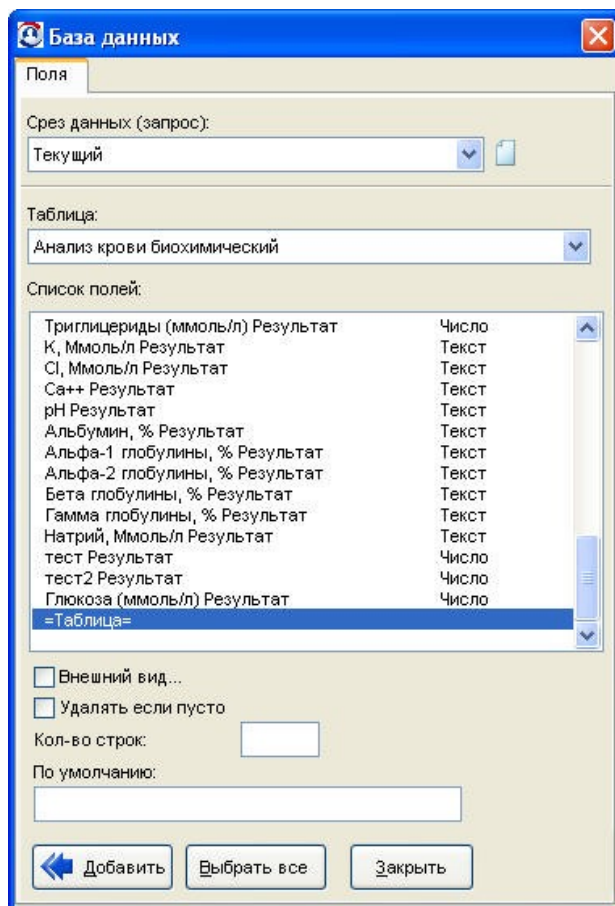 База данных
Поля
Срез данных (запрос):
Текущий
Таблица:
Анализ крови биохимический
Список полей:
Триглицериды (ммоль/л) Результат Число
K, Ммоль/л Результат Текст
Cl, Ммоль/л Результат Текст
Ca++ Результат Текст
pH Результат Текст
Альбумин, % Результат Текст
Альфа-1 глобулины, % Результат Текст
Альфа-2 глобулины, % Результат Текст
Бета глобулины, % Результат Текст
Гамма глобулины, % Результат Текст
Натрий, Ммоль/л Результат Текст
тест Результат Число
тест2 Результат Число
Глюкоза (ммоль/л) Результат Число
=Таблица=
Внешний вид...
Удалять если пусто
Кол-во строк:
По умолчанию:
Добавить Выбрать все Закрыть